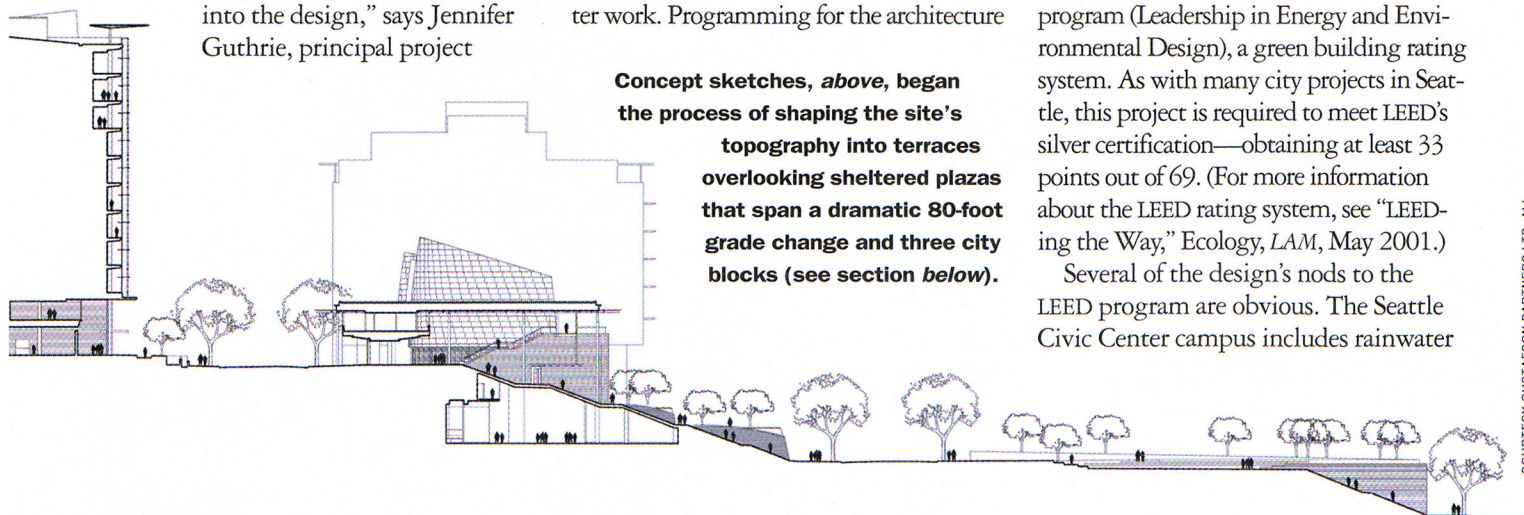 into the design,” says Jennifer
Guthrie, principal project
ter work. Programming for the architecture
Concept sketches, above, began
the process of shaping the site’s
topography into terraces
overlooking sheltered plazas
that span a dramatic 80-foot
grade change and three city
blocks (see section below).
program (Leadership in Energy and Envi-
ronmental Design), a green building rating
system. As with many city projects in Seat-
tle, this project is required to meet LEED’s
silver certification—obtaining at least 33
points out of 69. (For more information
about the LEED rating system, see “LEED-
ing the Way,” Ecology, LAM, May 2001.)
Several of the design’s nods to the
LEED program are obvious. The Seattle
Civic Center campus includes rainwater